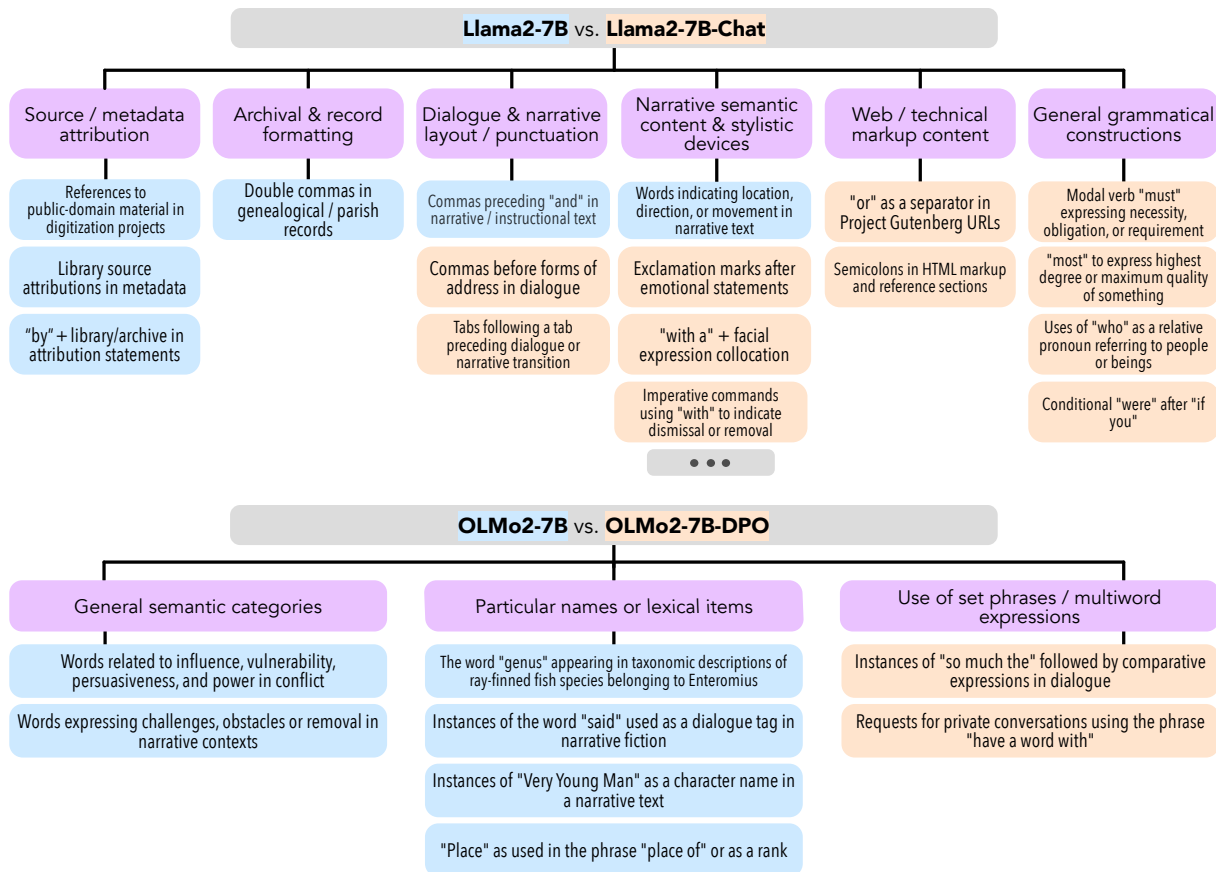 Llama2-7B vs. Llama2-7B-Chat
Source / metadata
attribution
References to
public-domain material in
digitization projects
Library source
attributions in metadata
"by" + library/archive in
attribution statements
Archival & record
formatting
Double commas in
genealogical / parish
records
Dialogue & narrative
layout / punctuation
Commas preceding "and" in
narrative / instructional text
Commas before forms of
address in dialogue
Tabs following a tab
preceding dialogue or
narrative transition
Narrative semantic
content & stylistic
devices
Words indicating location,
direction, or movement in
narrative text
Exclamation marks after
emotional statements
"with a" + facial
expression collocation
Imperative commands
using "with" to indicate
dismissal or removal
Web / technical
markup content
"or" as a separator in
Project Gutenberg URLs
Semicolons in HTML markup
and reference sections
General grammatical
constructions
Modal verb "must"
expressing necessity,
obligation, or requirement
"most" to express highest
degree or maximum quality
of something
Uses of "who" as a relative
pronoun referring to people
or beings
Conditional "were" after "if
you"
OLMo2-7B vs. OLMo2-7B-DPO
General semantic categories
Words related to influence, vulnerability,
persuasiveness, and power in conflict
Words expressing challenges, obstacles or removal in
narrative contexts
Particular names or lexical items
The word "genus" appearing in taxonomic descriptions of
ray-finned fish species belonging to Enteromius
Instances of the word "said" used as a dialogue tag in
narrative fiction
Instances of "Very Young Man" as a character name in
a narrative text
"Place" as used in the phrase "place of" or as a rank
Use of set phrases / multiword
expressions
Instances of "so much the" followed by comparative
expressions in dialogue
Requests for private conversations using the phrase
"have a word with"